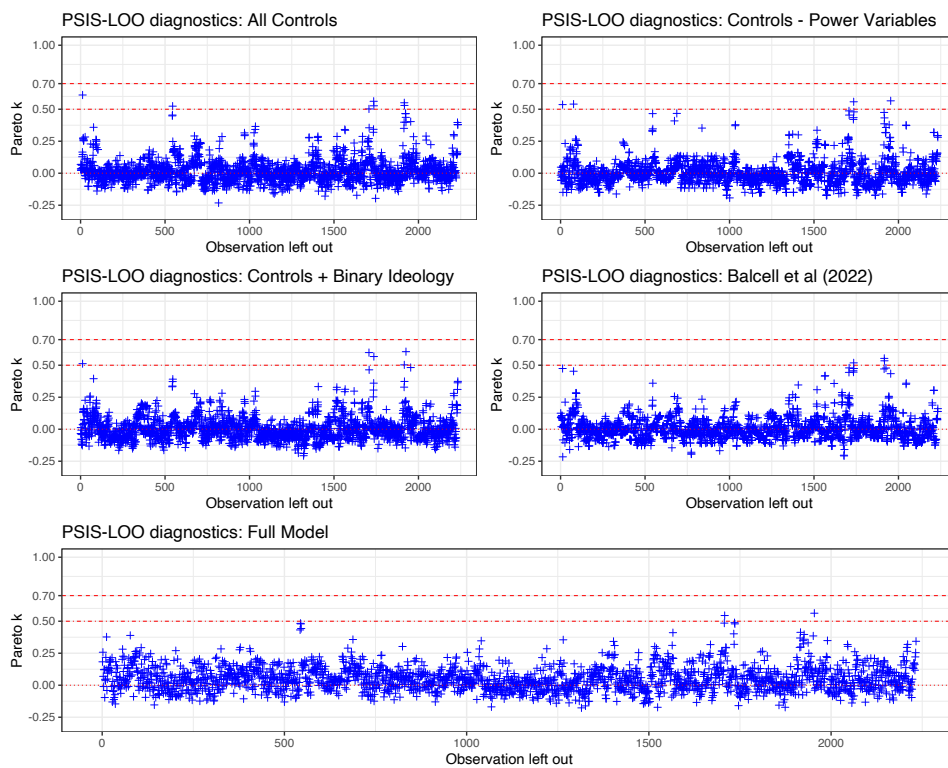 PSIS-LOO diagnostics: All Controls
1.00
0.70
0.50
0.25
0.00
-0.25
Pareto k
0 500 1000 1500 2000
Observation left out
PSIS-LOO diagnostics: Controls - Power Variables
1.00
0.70
0.50
0.25
0.00
-0.25
Pareto k
0 500 1000 1500 2000
Observation left out
PSIS-LOO diagnostics: Controls + Binary Ideology
1.00
0.70
0.50
0.25
0.00
-0.25
Pareto k
0 500 1000 1500 2000
Observation left out
PSIS-LOO diagnostics: Balcell et al (2022)
1.00
0.70
0.50
0.25
0.00
-0.25
Pareto k
0 500 1000 1500 2000
Observation left out
PSIS-LOO diagnostics: Full Model
1.00
0.70
0.50
0.25
0.00
-0.25
Pareto k
0 500 1000 1500 2000
Observation left out